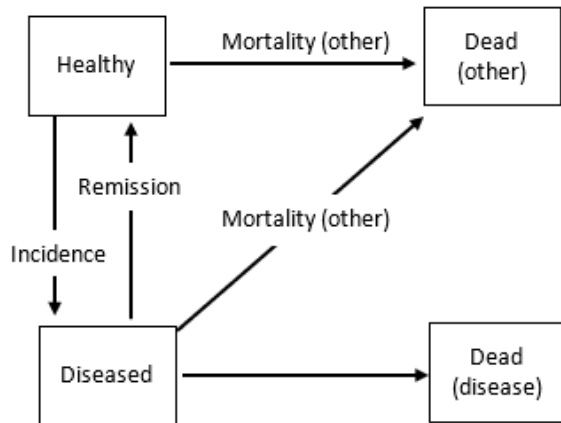 Healthy
Mortality (other)
Dead
(other)
Remission
Mortality (other)
Incidence
Diseased
Dead
(disease)